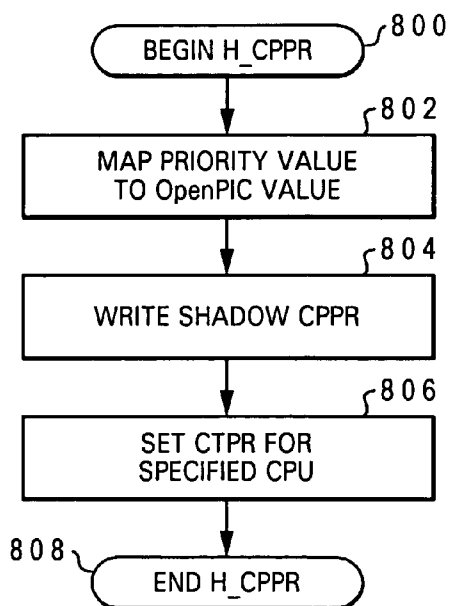 BEGIN H_CPPR
800
802
MAP PRIORITY VALUE
TO OpenPIC VALUE
804
WRITE SHADOW CPPR
806
SET CTPR FOR
SPECIFIED CPU
808
END H_CPPR